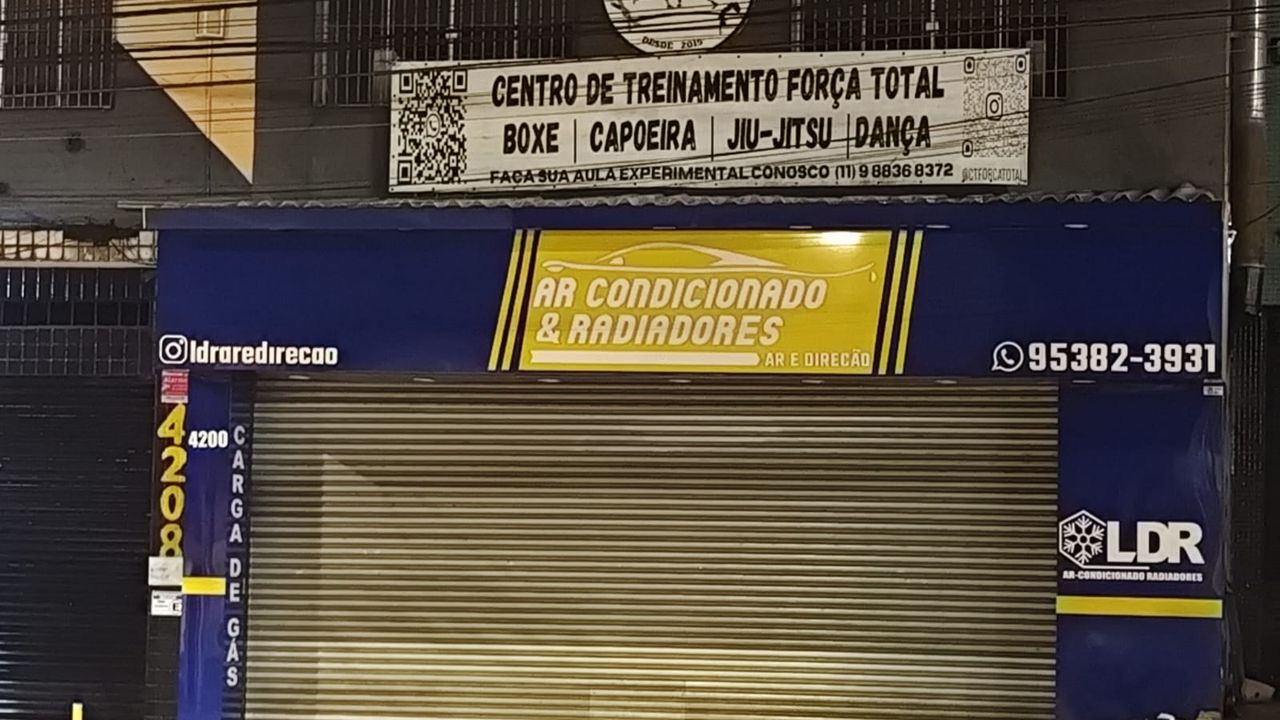 DESDE 2015
CENTRO DE TREINAMENTO FORÇA TOTAL
BOXE | CAPOEIRA | JIU-JITSU | DANÇA
FAÇA SUA AULA EXPERIMENTAL CONOSCO (11) 9 8836 8372
@CTFORCATOTAL
AR CONDICIONADO
& RADIADORES
AR E DIREÇÃO
ldraredirecao
95382-3931
Alarme
4208
4200
CARGA DE GÁS
LDR
AR-CONDICIONADO RADIADORES